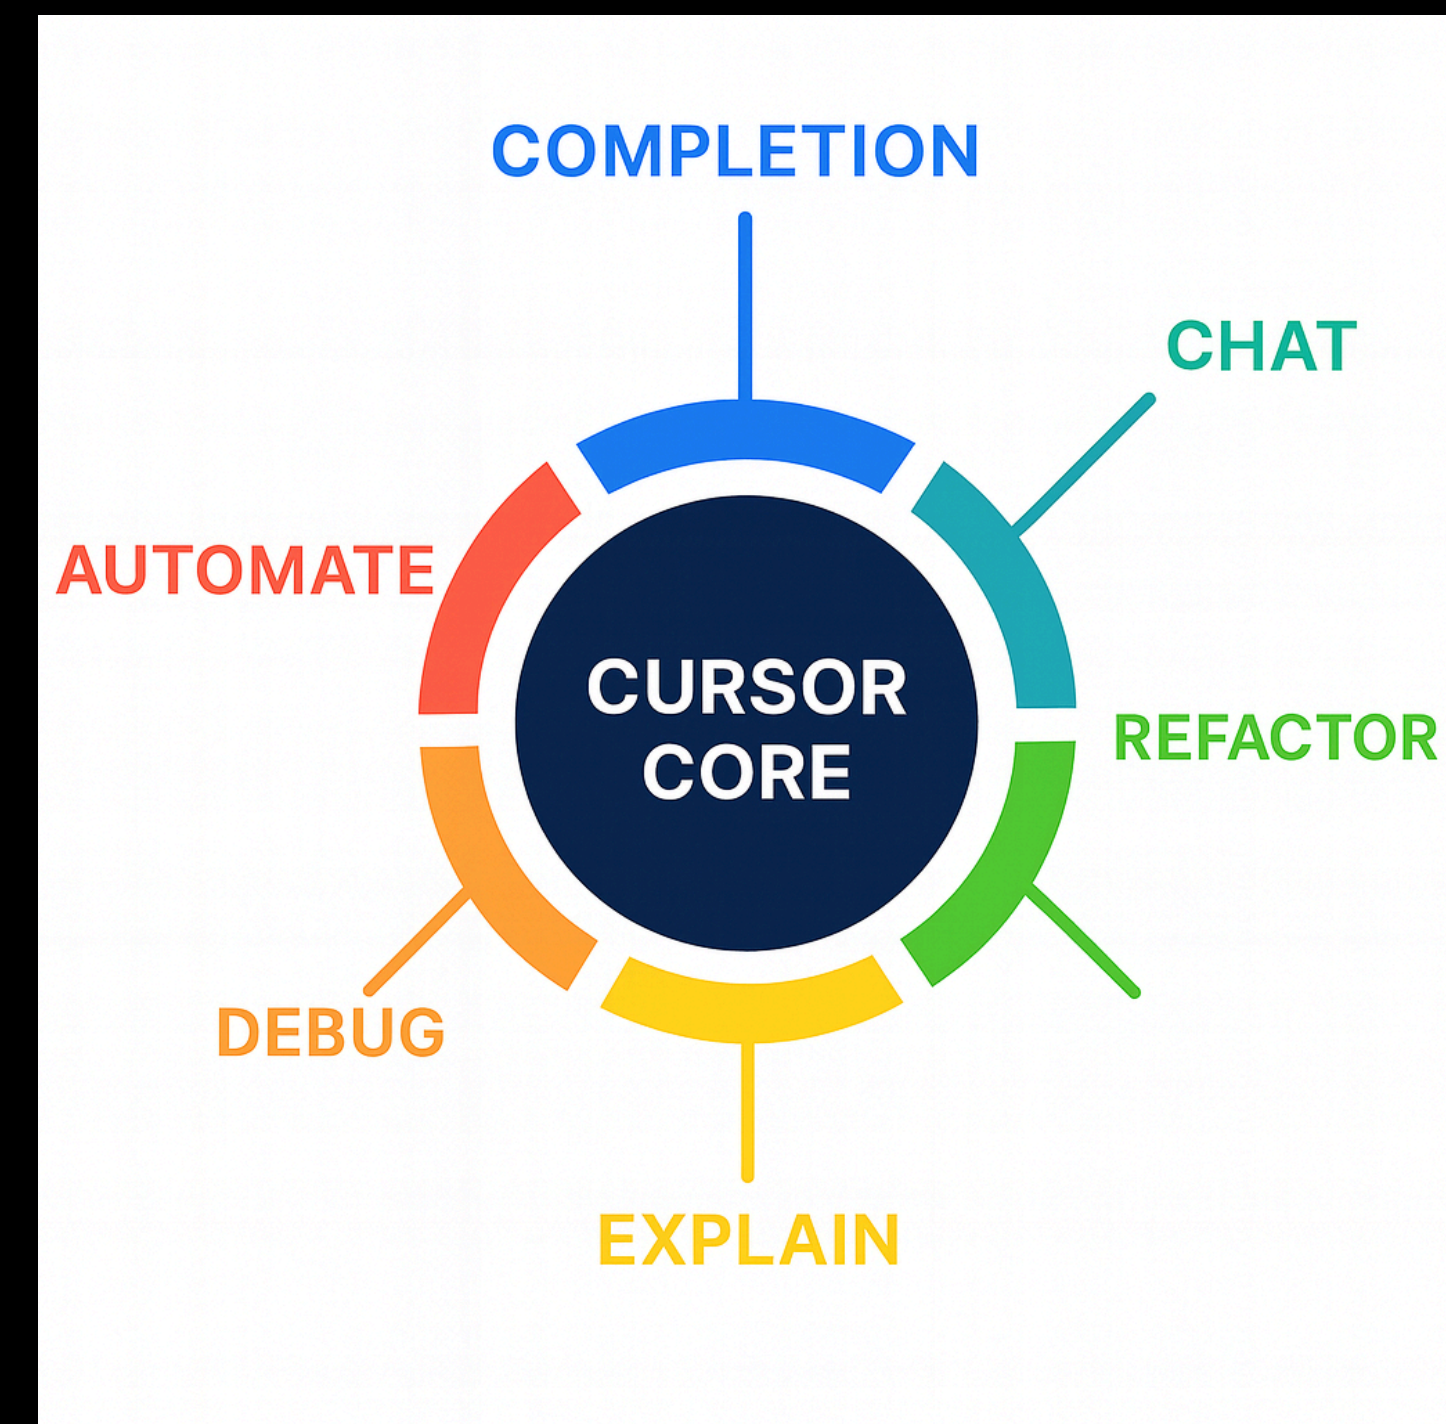 COMPLETION
CHAT
AUTOMATE
CURSOR
CORE
REFACTOR
DEBUG
EXPLAIN